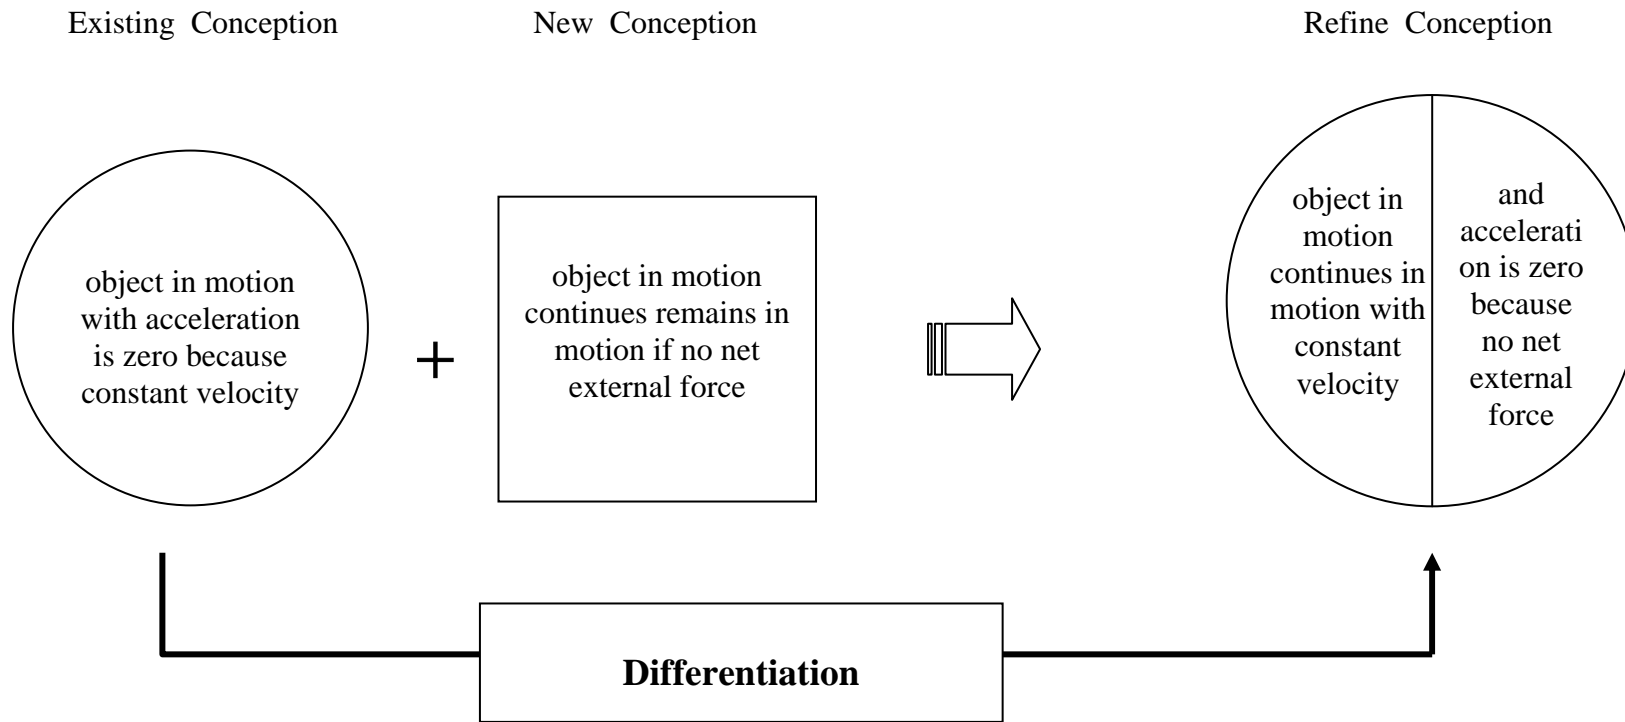 Existing Conception
New Conception
Refine Conception
object in motion
with acceleration
is zero because
constant velocity
+
object in motion
continues remains in
motion if no net
external force
object in
motion
continues in
motion with
constant
velocity
and
accelerati
on is zero
because
no net
external
force
Differentiation